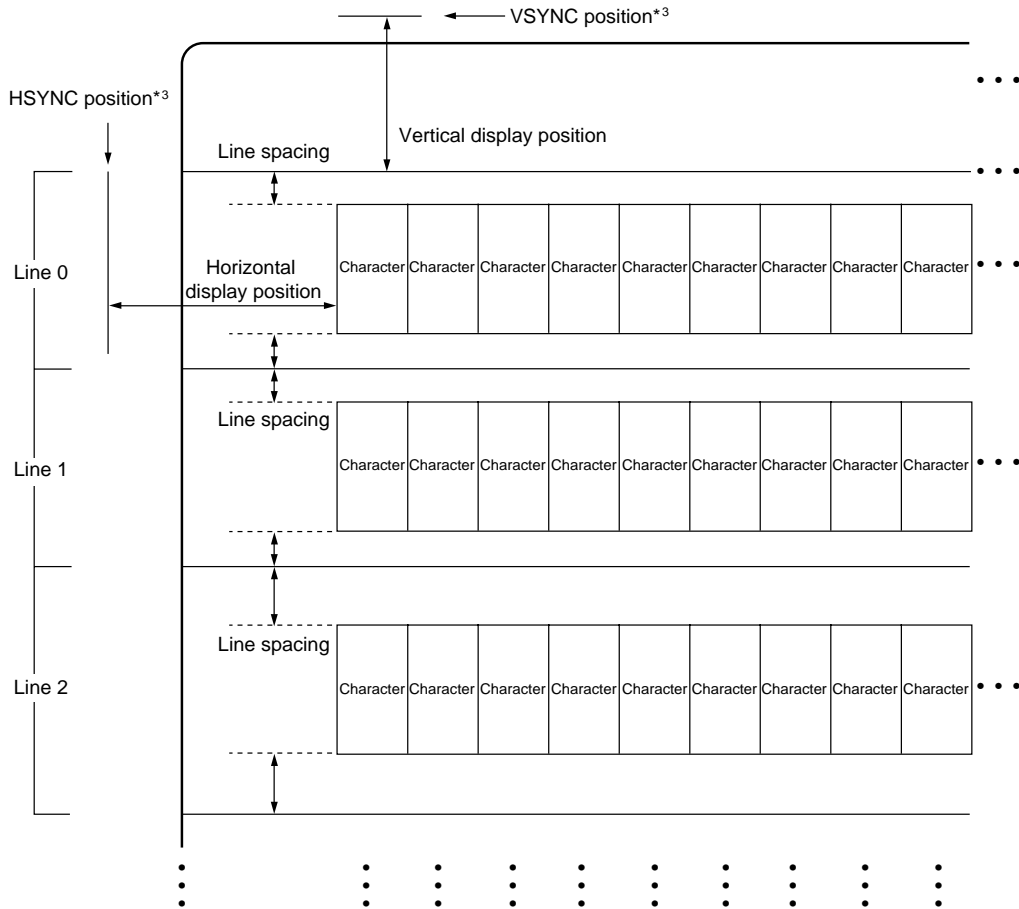 VSYNC position*3
HSYNC position*3
Vertical display position
Line spacing
Line 0
Horizontal
display position
Character Character Character Character Character Character Character Character Character
Line spacing
Line 1
Character Character Character Character Character Character Character Character Character
Line spacing
Line 2
Character Character Character Character Character Character Character Character Character